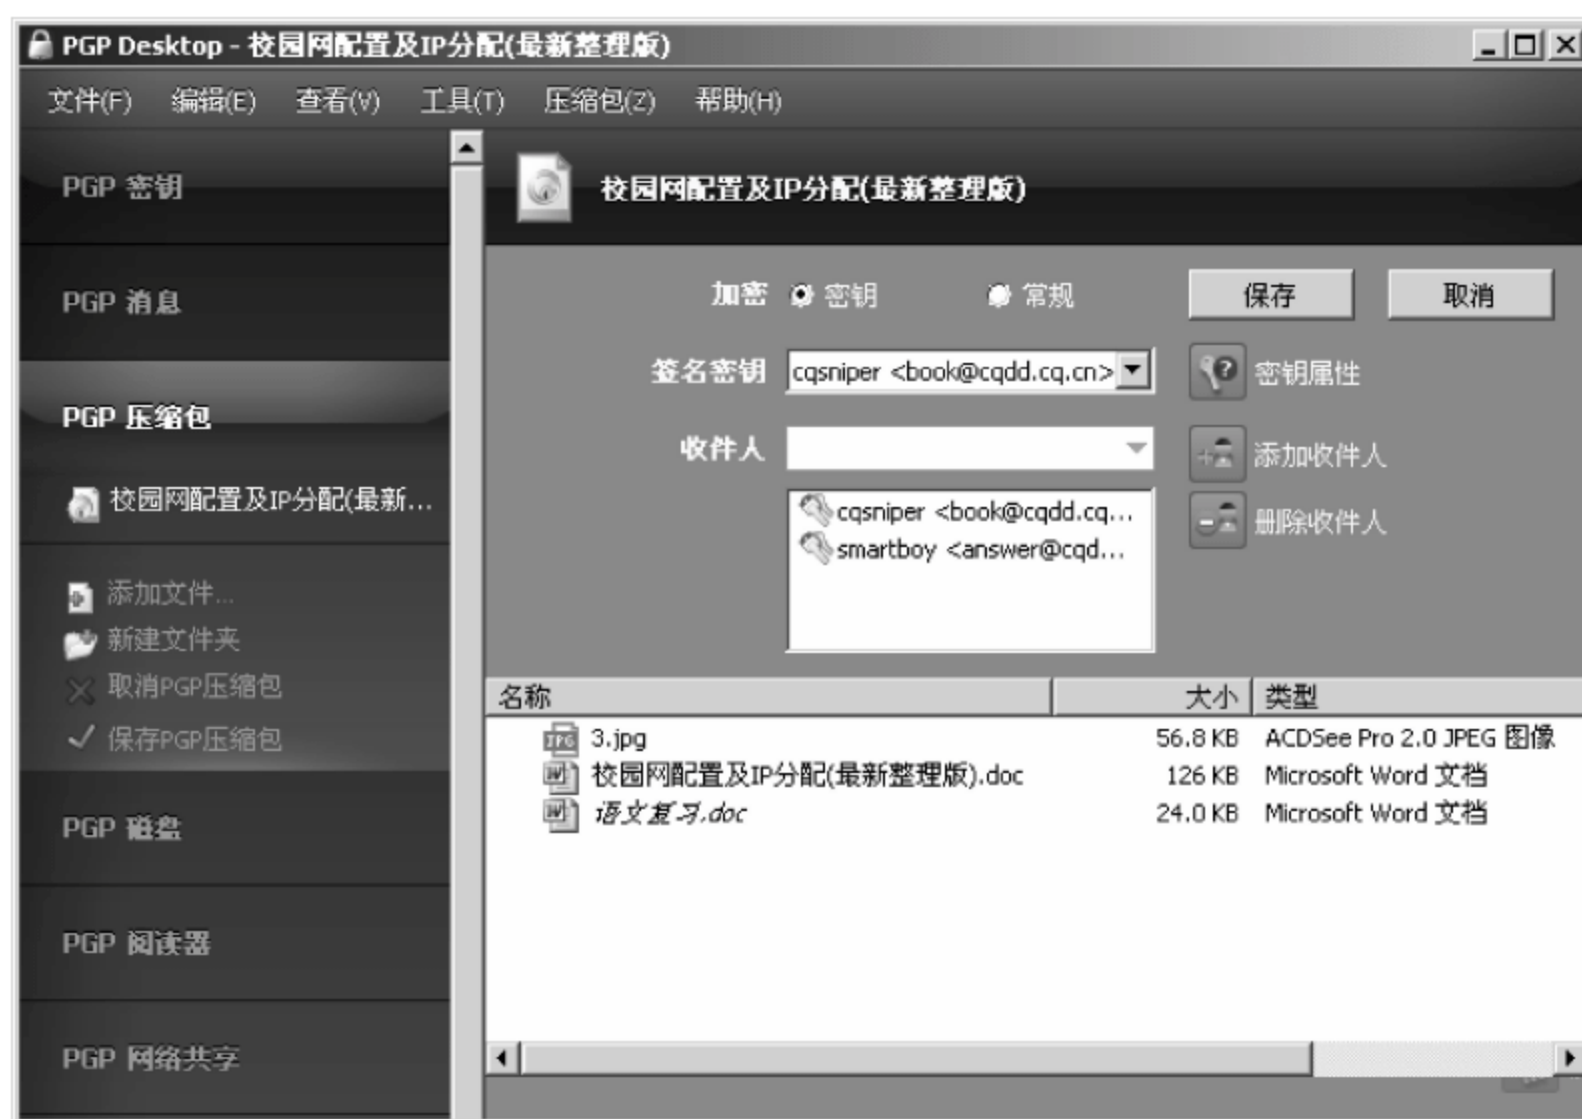 PGP Desktop - 校园网配置及IP分配(最新整理版)
文件(F) 编辑(E) 查看(V) 工具(T) 压缩包(Z) 帮助(H)
PGP 密钥
PGP 消息
PGP 压缩包
校园网配置及IP分配(最新...
添加文件...
新建文件夹
取消PGP压缩包
保存PGP压缩包
PGP 磁盘
PGP 阅读器
PGP 网络共享
校园网配置及IP分配(最新整理版)
加密 密钥 常规 保存 取消
签名密钥 cqsniper <book@cqdd.cq.cn> 密钥属性
收件人 添加收件人
cqsniper <book@cqdd.cq... 删除收件人
smartboy <answer@cqd...
名称 大小 类型
3.jpg 56.8 KB ACDSee Pro 2.0 JPEG 图像
校园网配置及IP分配(最新整理版).doc 126 KB Microsoft Word 文档
语文复习.doc 24.0 KB Microsoft Word 文档